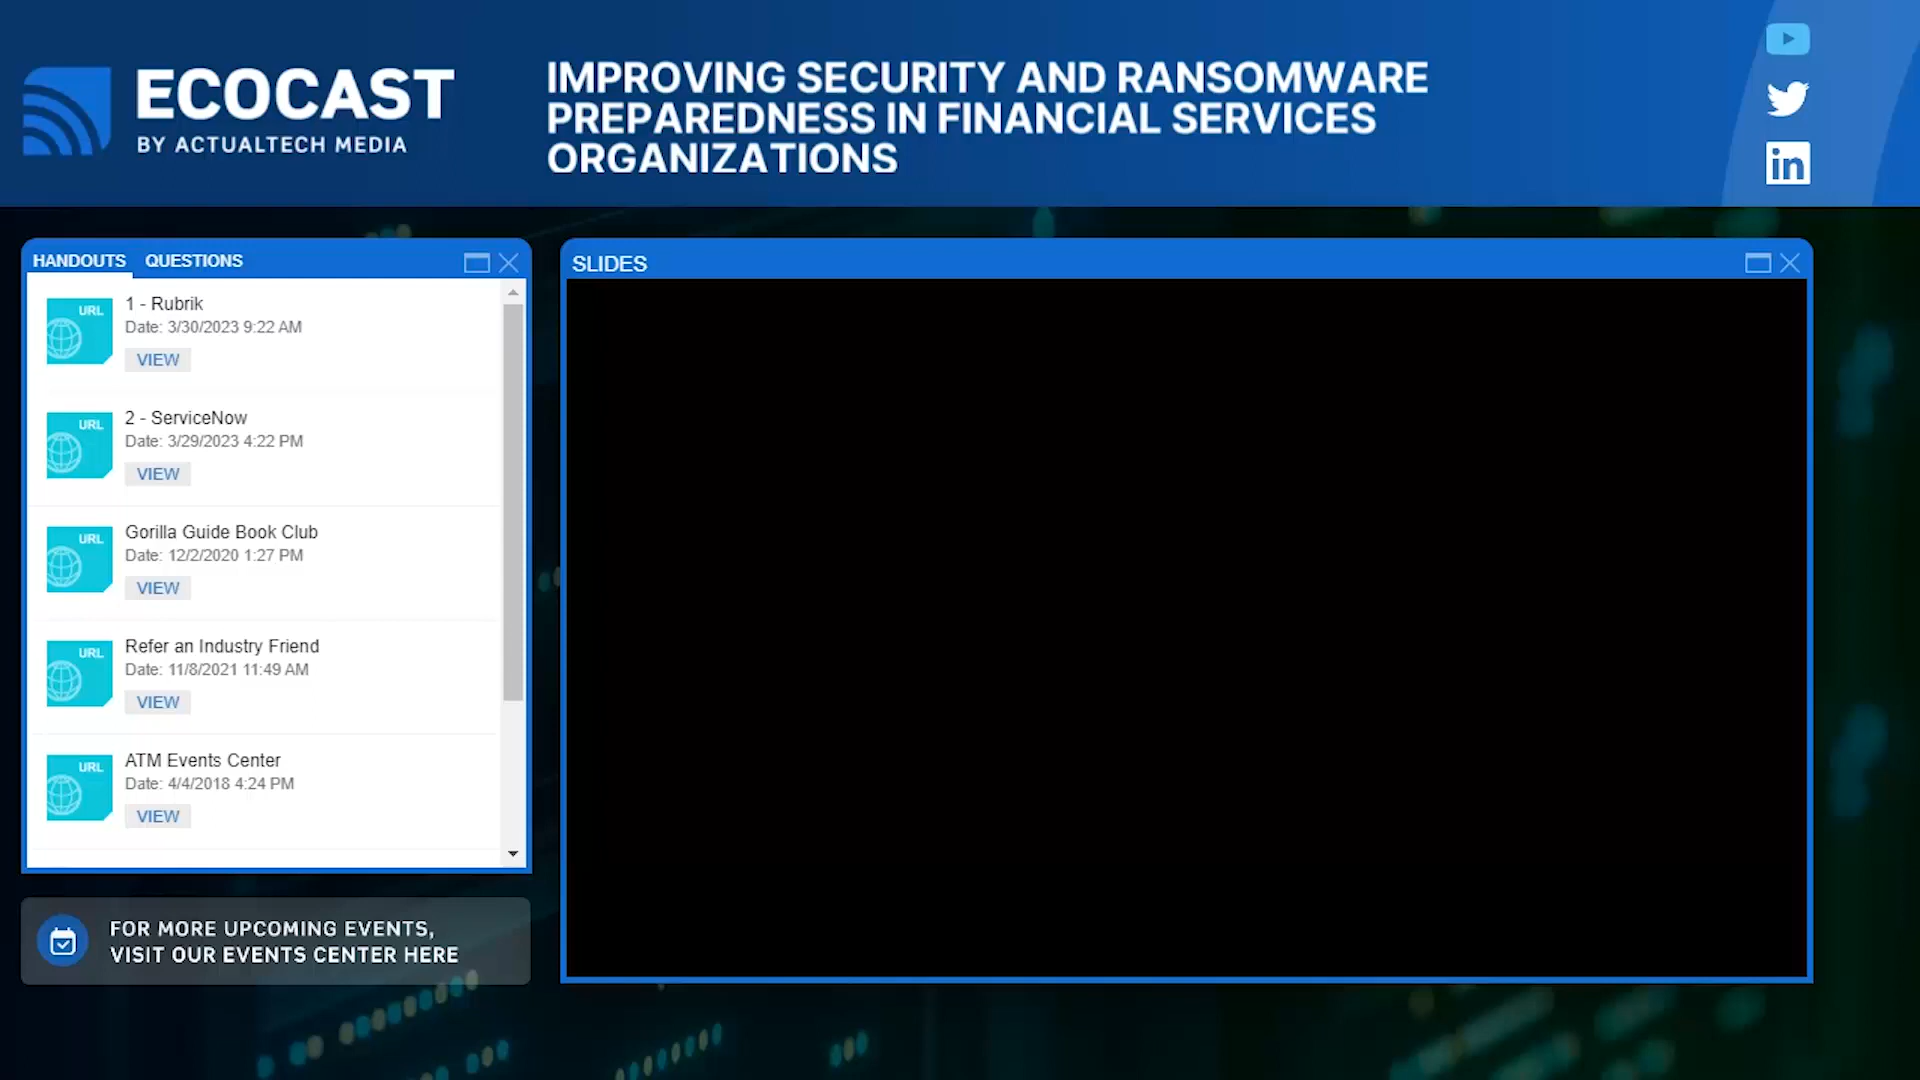 ECOCAST
BY ACTUALTECH MEDIA
IMPROVING SECURITY AND RANSOMWARE
PREPAREDNESS IN FINANCIAL SERVICES
ORGANIZATIONS
in
HANDOUTS QUESTIONS
URL
1 - Rubrik
Date: 3/30/2023 9:22 AM
VIEW
URL
2 - ServiceNow
Date: 3/29/2023 4:22 PM
VIEW
URL
Gorilla Guide Book Club
Date: 12/2/2020 1:27 PM
VIEW
URL
Refer an Industry Friend
Date: 11/8/2021 11:49 AM
VIEW
URL
ATM Events Center
Date: 4/4/2018 4:24 PM
VIEW
FOR MORE UPCOMING EVENTS,
VISIT OUR EVENTS CENTER HERE
SLIDES